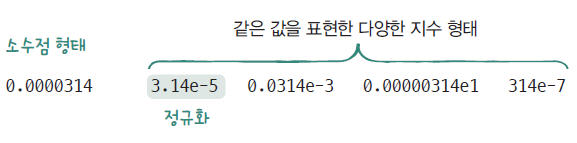 같은 값을 표현한 다양한 지수 형태
소수점 형태
0.0000314 3.14e-5 0.0314e-3 0.00000314e1 314e-7
정규화